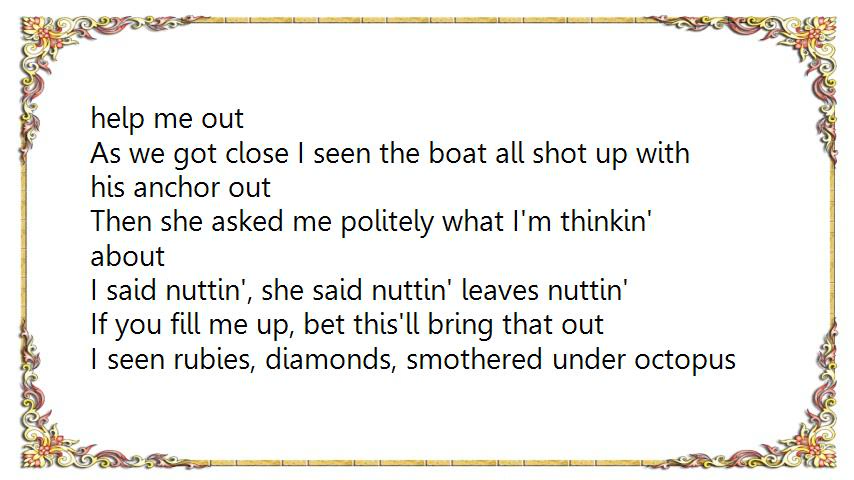 help me out
As we got close I seen the boat all shot up with
his anchor out
Then she asked me politely what I'm thinkin'
about
I said nuttin', she said nuttin' leaves nuttin'
If you fill me up, bet this'll bring that out
I seen rubies, diamonds, smothered under octopus